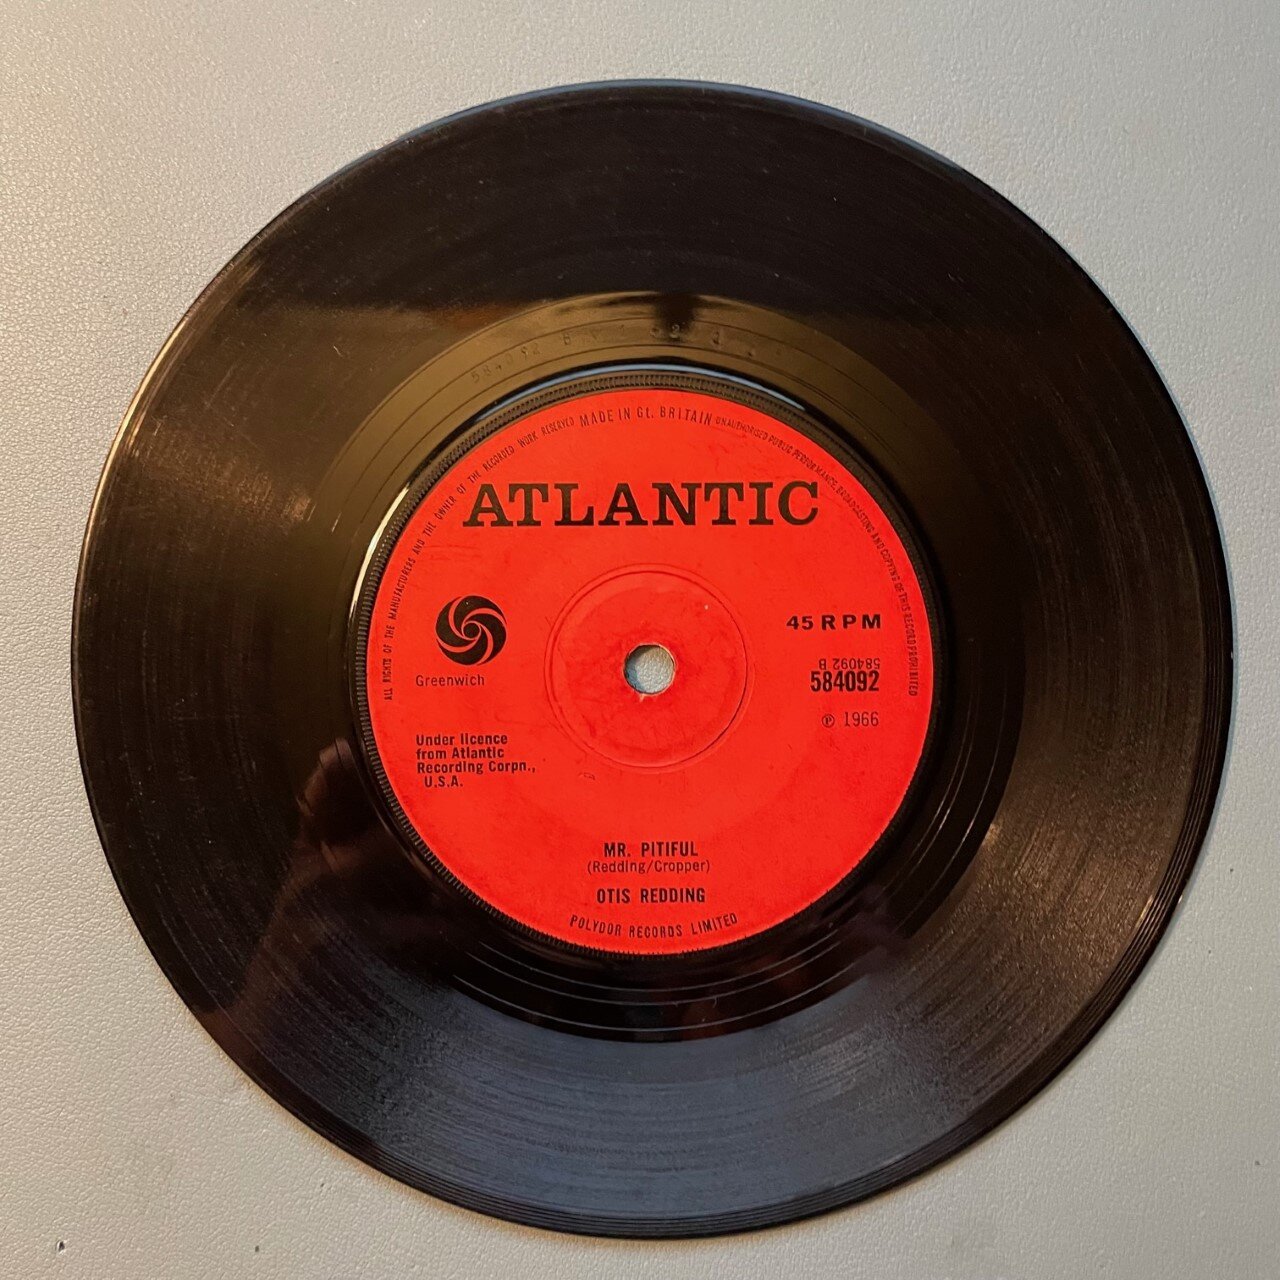 584092 B
ALL RIGHTS OF THE MANUFACTURERS AND THE OWNER OF THE RECORDED WORK RESERVED MADE IN Gt. BRITAIN UNAUTHORISED PUBLIC PERFORMANCE, BROADCASTING AND COPYING OF THIS RECORD PROHIBITED
ATLANTIC
45 RPM
584092 B
584092
℗ 1966
Greenwich
Under licence
from Atlantic
Recording Corpn.,
U.S.A.
MR. PITIFUL
(Redding/Cropper)
OTIS REDDING
POLYDOR RECORDS LIMITED